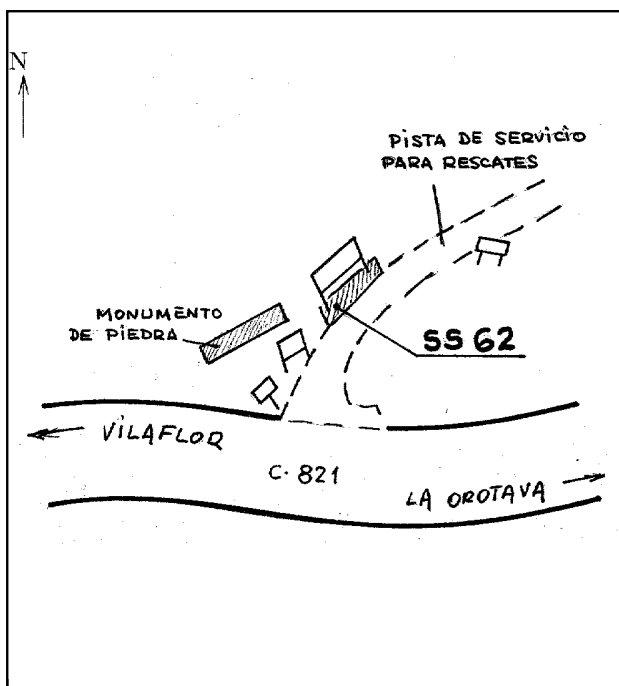 N
PISTA DE SERVICIO
PARA RESCATES
MONUMENTO
DE PIEDRA
SS 62
VILAFLOR
C. 821
LA OROTAVA